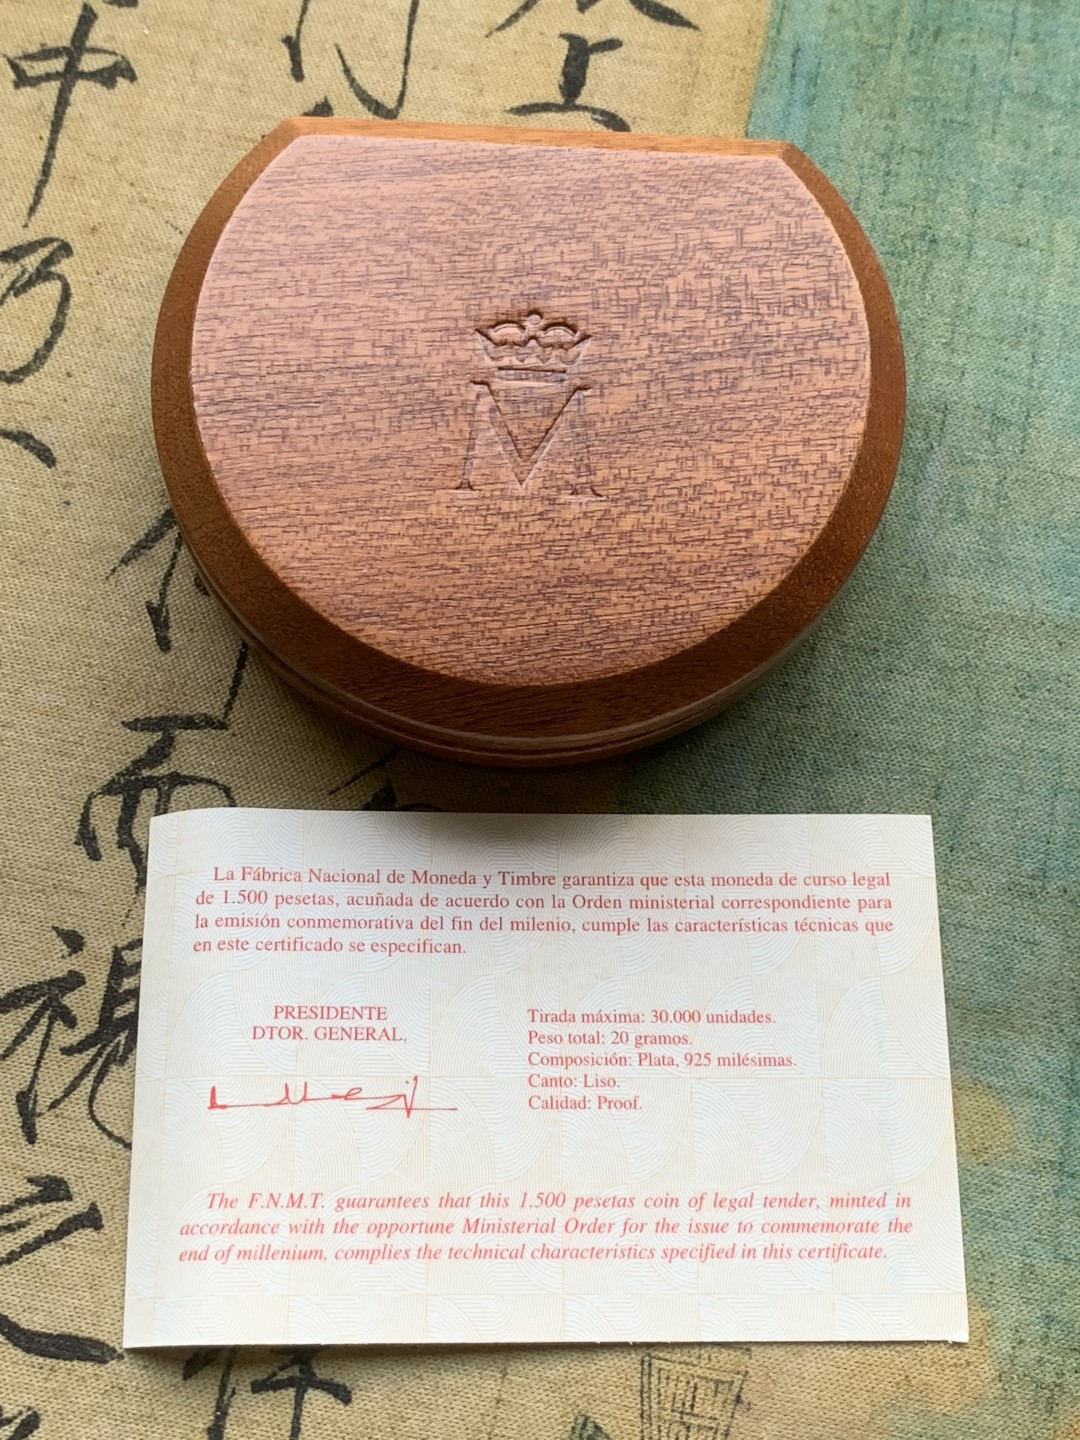 M
La Fábrica Nacional de Moneda y Timbre garantiza que esta moneda de curso legal
de 1.500 pesetas, acuñada de acuerdo con la Orden ministerial correspondiente para
la emisión conmemorativa del fin del milenio, cumple las características técnicas que
en este certificado se especifican.
PRESIDENTE
DTOR. GENERAL,
Tirada máxima: 30.000 unidades.
Peso total: 20 gramos.
Composición: Plata, 925 milésimas.
Canto: Liso.
Calidad: Proof.
The F.N.M.T. guarantees that this 1.500 pesetas coin of legal tender, minted in
accordance with the opportune Ministerial Order for the issue to commemorate the
end of millenium, complies the technical characteristics specified in this certificate.
中
上
乃
而
視